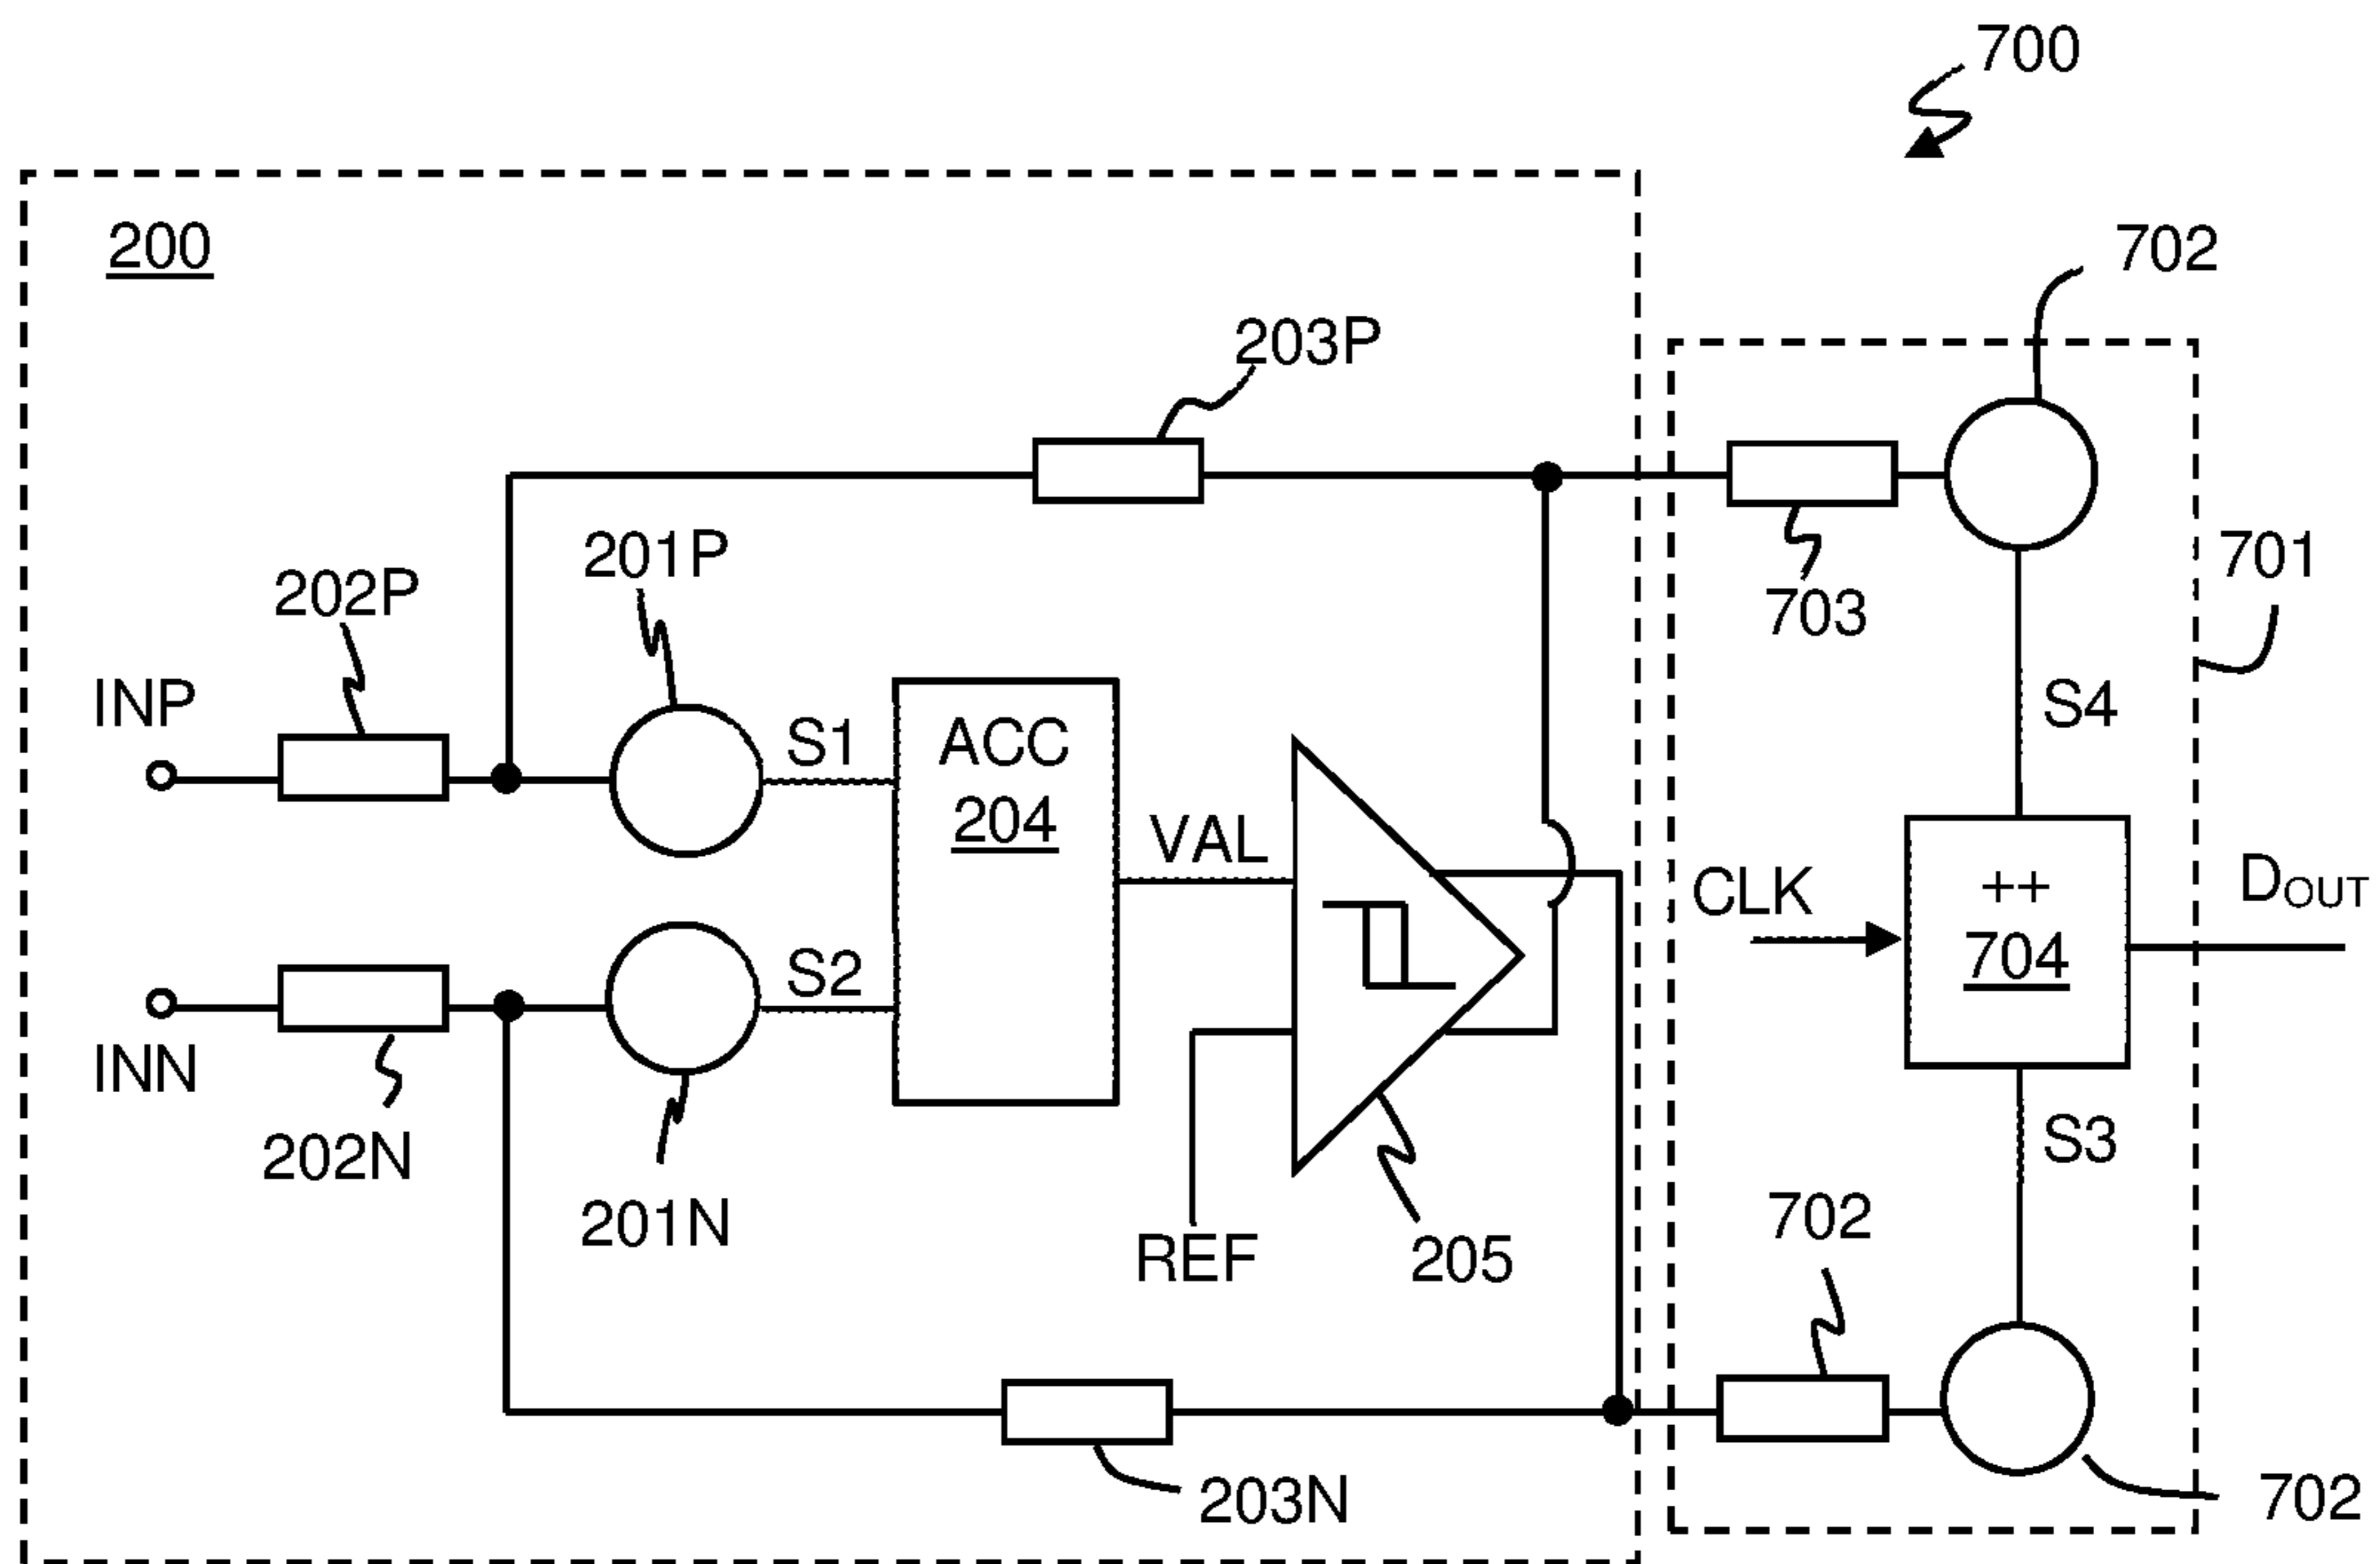 700
200
702
203P
201P
202P
701
703
INP
S1
ACC
204
S4
VAL
CLK
++
704
DOUT
S2
INN
202N
201N
REF
205
S3
702
203N
702